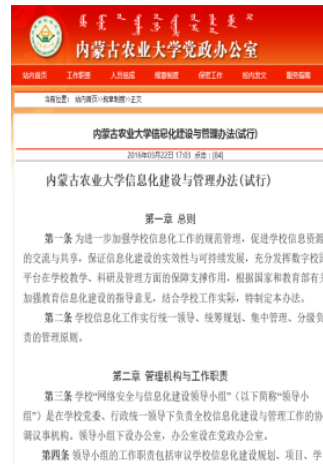 内蒙古农业大学党政办公室
站内首页 工作职责 人员组成 规章制度 保密工作 校内发文 服务指南
当前位置： 站内首页>>规章制度>>正文
内蒙古农业大学信息化建设与管理办法(试行)
2016年03月22日 17:03 点击：[84]
内蒙古农业大学信息化建设与管理办法(试行)
第一章 总则
第一条 为进一步加强学校信息化工作的规范管理，促进学校信息资源
的交流与共享，保证信息化建设的实效性与可持续发展，充分发挥数字校园
平台在学校教学、科研及管理方面的保障支撑作用，根据国家和教育部有关
加强教育信息化建设的指导意见，结合学校工作实际，特制定本办法。
第二条 学校信息化工作实行统一领导、统筹规划、集中管理、分级负
责的管理原则。
第二章 管理机构与工作职责
第三条 学校“网络安全与信息化建设领导小组”（以下简称“领导小
组”）是在学校党委、行政统一领导下负责全校信息化建设与管理工作的协
调议事机构。领导小组下设办公室，办公室设在党政办公室。
第四条 领导小组的工作职责包括审议学校信息化建设规划、项目、学